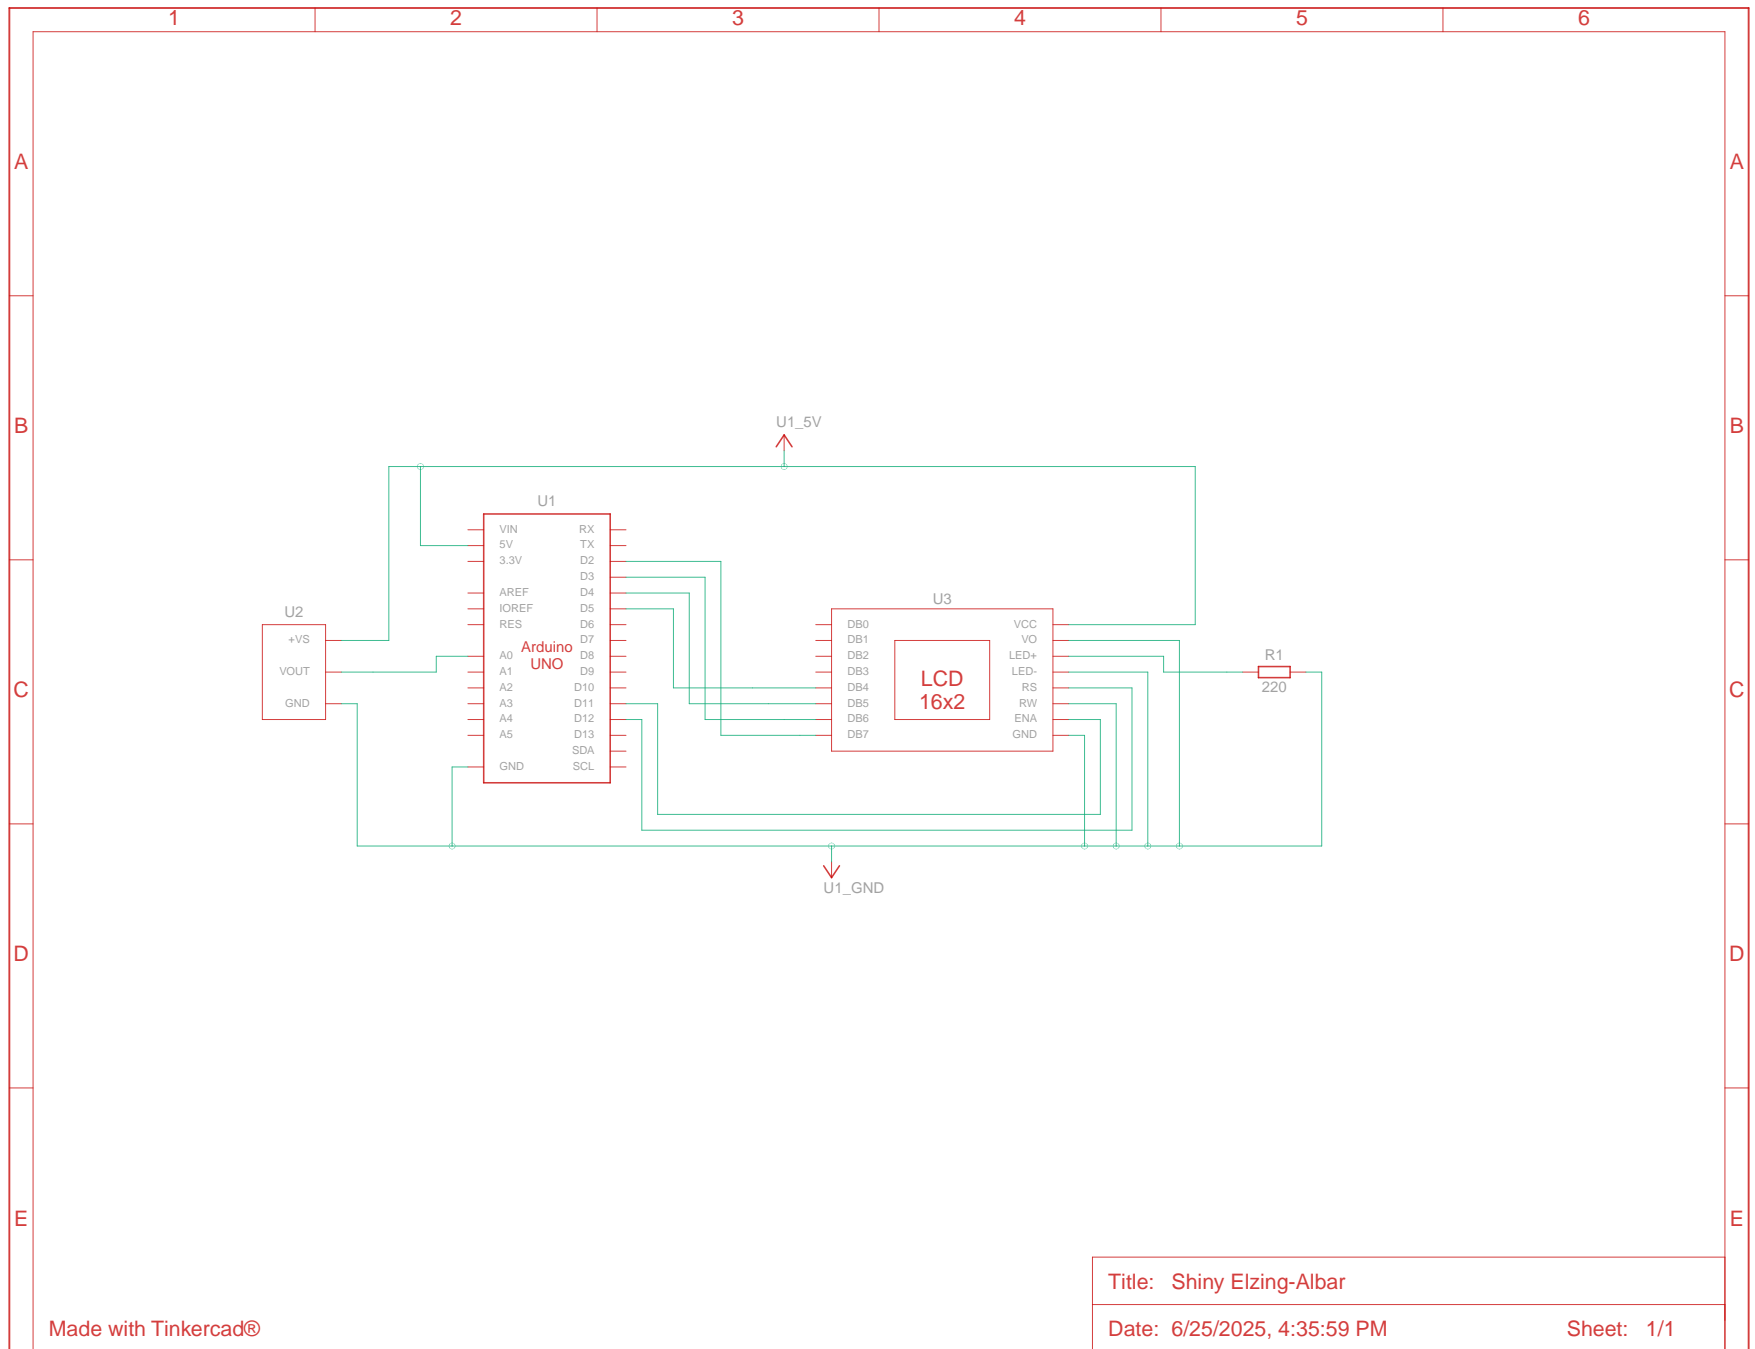 1 2 3 4 5 6
A A
B B
U1_5V
U1
VIN RX
5V TX
3.3V D2
D3
AREF D4
IOREF D5
RES D6
D7
A0 D8
A1 D9
A2 D10
A3 D11
A4 D12
A5 D13
SDA
GND SCL
Arduino
UNO
U2
+VS
VOUT
GND
U3
DB0 VCC
DB1 VO
DB2 LED+
DB3 LED-
DB4 RS
DB5 RW
DB6 ENA
DB7 GND
LCD
16x2
R1
220
C C
U1_GND
D D
E E
Title: Shiny Elzing-Albar
Made with Tinkercad®
Date: 6/25/2025, 4:35:59 PM Sheet: 1/1